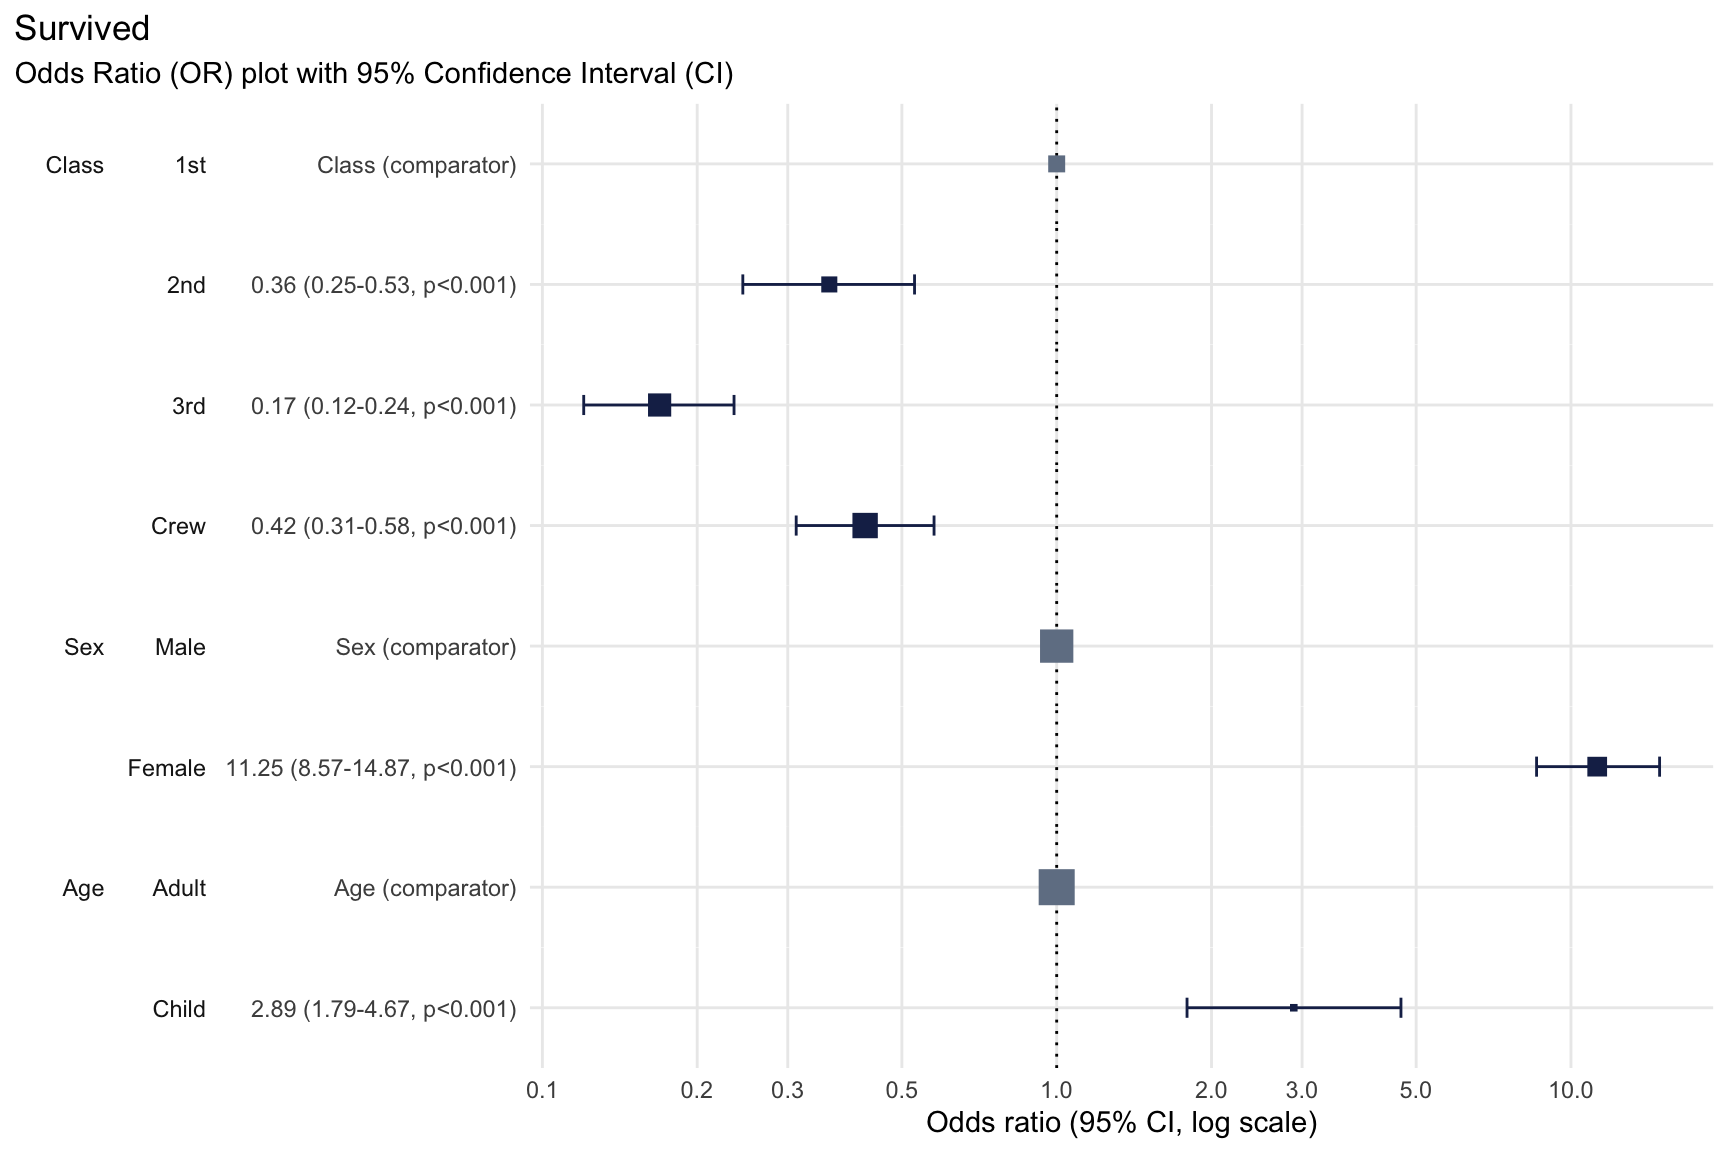 Survived
Odds Ratio (OR) plot with 95% Confidence Interval (CI)
Class 1st Class (comparator)
2nd 0.36 (0.25-0.53, p<0.001)
3rd 0.17 (0.12-0.24, p<0.001)
Crew 0.42 (0.31-0.58, p<0.001)
Sex Male Sex (comparator)
Female 11.25 (8.57-14.87, p<0.001)
Age Adult Age (comparator)
Child 2.89 (1.79-4.67, p<0.001)
0.1 0.2 0.3 0.5 1.0 2.0 3.0 5.0 10.0
Odds ratio (95% CI, log scale)